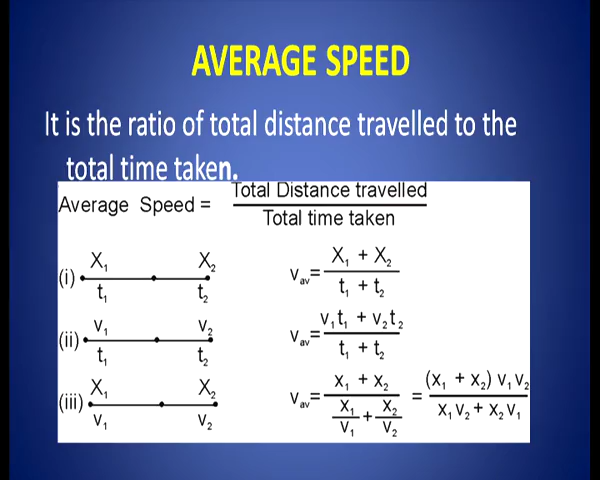 AVERAGE SPEED
It is the ratio of total distance travelled to the
total time taken.
Average Speed = Total Distance travelled / Total time taken
(i) X₁ X₂ t₁ t₂ vₐᵥ = (X₁ + X₂) / (t₁ + t₂)
(ii) v₁ v₂ t₁ t₂ vₐᵥ = (v₁t₁ + v₂t₂) / (t₁ + t₂)
(iii) X₁ X₂ v₁ v₂ vₐᵥ = (x₁ + x₂) / (x₁/v₁ + x₂/v₂) = (x₁ + x₂) v₁v₂ / (x₁v₂ + x₂v₁)